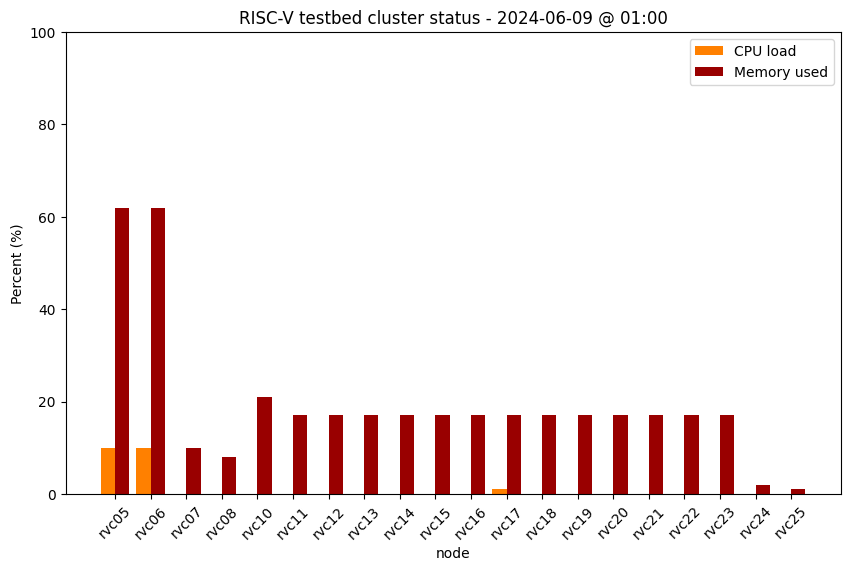 RISC-V testbed cluster status - 2024-06-09 @ 01:00
CPU load
Memory used
Percent (%)
100
80
60
40
20
0
rvc05
rvc06
rvc07
rvc08
rvc10
rvc11
rvc12
rvc13
rvc14
rvc15
rvc16
rvc17
rvc18
rvc19
rvc20
rvc21
rvc22
rvc23
rvc24
rvc25
node